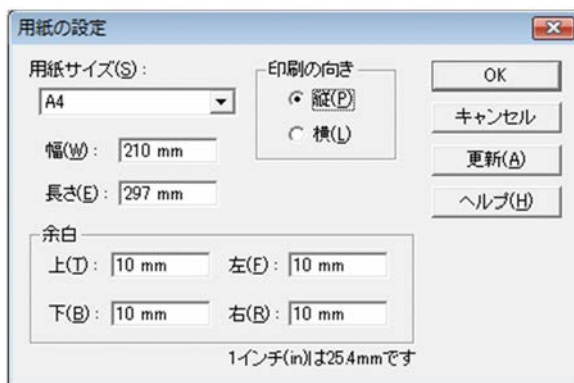 用紙の設定
用紙サイズ(S):
A4
幅(W): 210 mm
長さ(E): 297 mm
印刷の向き
縦(P)
横(L)
OK
キャンセル
更新(A)
ヘルプ(H)
余白
上(T): 10 mm 左(F): 10 mm
下(B): 10 mm 右(R): 10 mm
1インチ(in)は25.4mmです